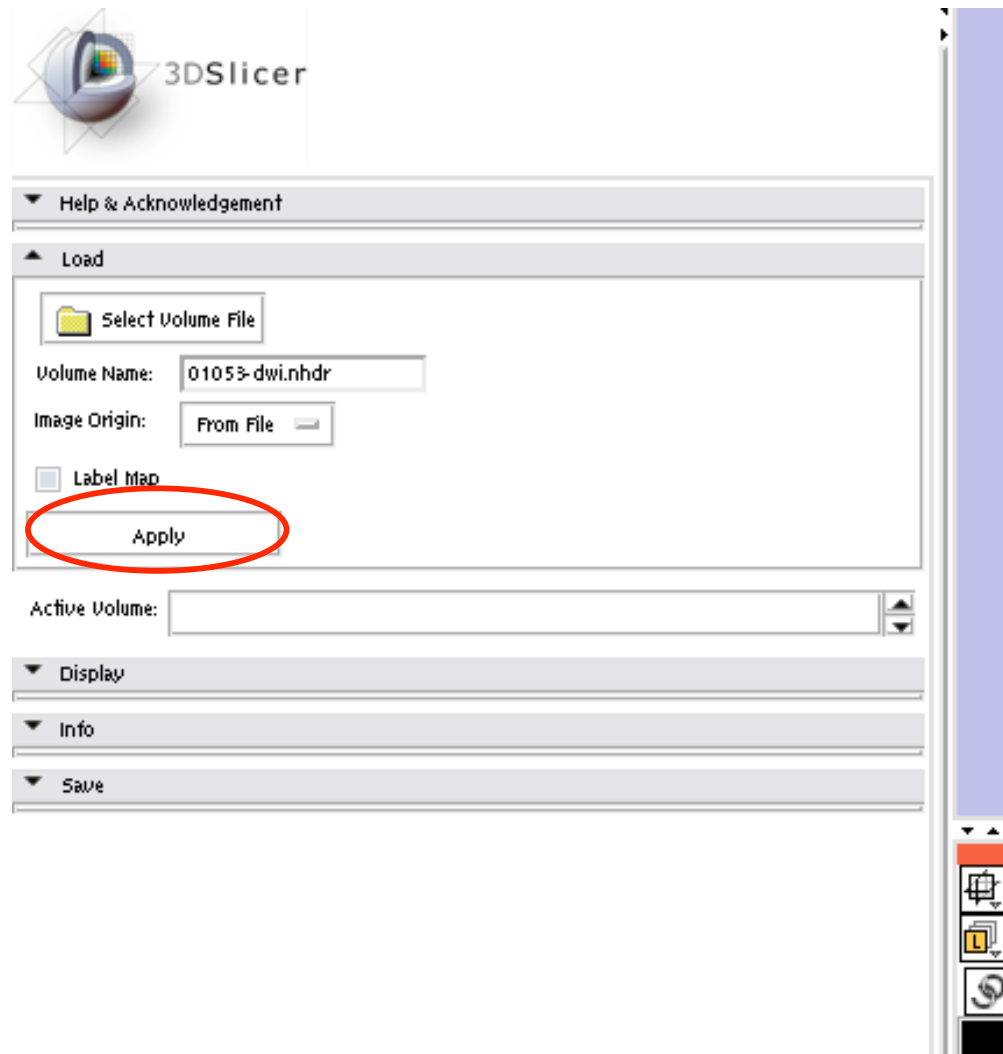 3DSlicer
Help & Acknowledgement
Load
Select Volume File
Volume Name: 01053-dwi.nhdr
Image Origin: From File
Label Map
Apply
Active Volume:
Display
Info
Save
L